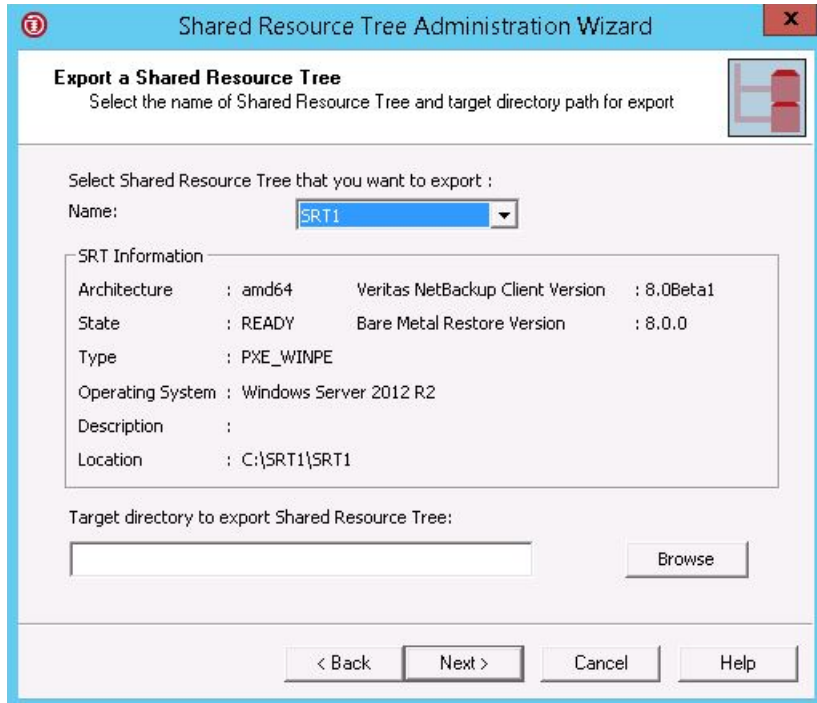 Shared Resource Tree Administration Wizard
x
Export a Shared Resource Tree
Select the name of Shared Resource Tree and target directory path for export
Select Shared Resource Tree that you want to export :
Name: SRT1
SRT Information
Architecture : amd64 Veritas NetBackup Client Version : 8.0Beta1
State : READY Bare Metal Restore Version : 8.0.0
Type : PXE_WINPE
Operating System : Windows Server 2012 R2
Description :
Location : C:\SRT1\SRT1
Target directory to export Shared Resource Tree:
Browse
< Back Next > Cancel Help